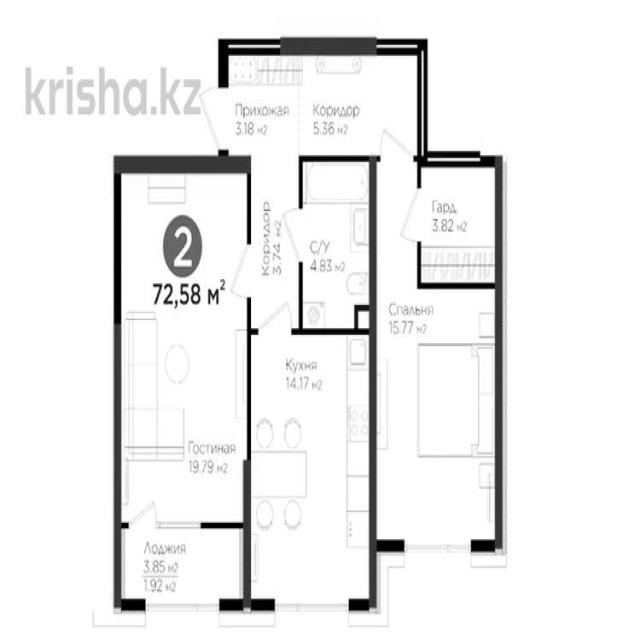 krisha.kz
Прихожая
3.18 м2
Коридор
5.36 м2
Гард.
3.82 м2
Коридор
3.74 м2
С/У
4.83 м2
2
72,58 м2
Спальня
15.77 м2
Кухня
14.17 м2
Гостиная
19.79 м2
Лоджия
3.85 м2
1.92 м2